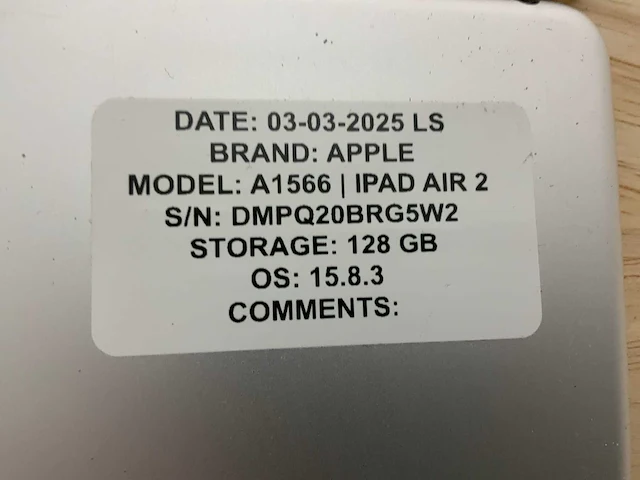 DATE: 03-03-2025 LS
BRAND: APPLE
MODEL: A1566 | IPAD AIR 2
S/N: DMPQ20BRG5W2
STORAGE: 128 GB
OS: 15.8.3
COMMENTS: